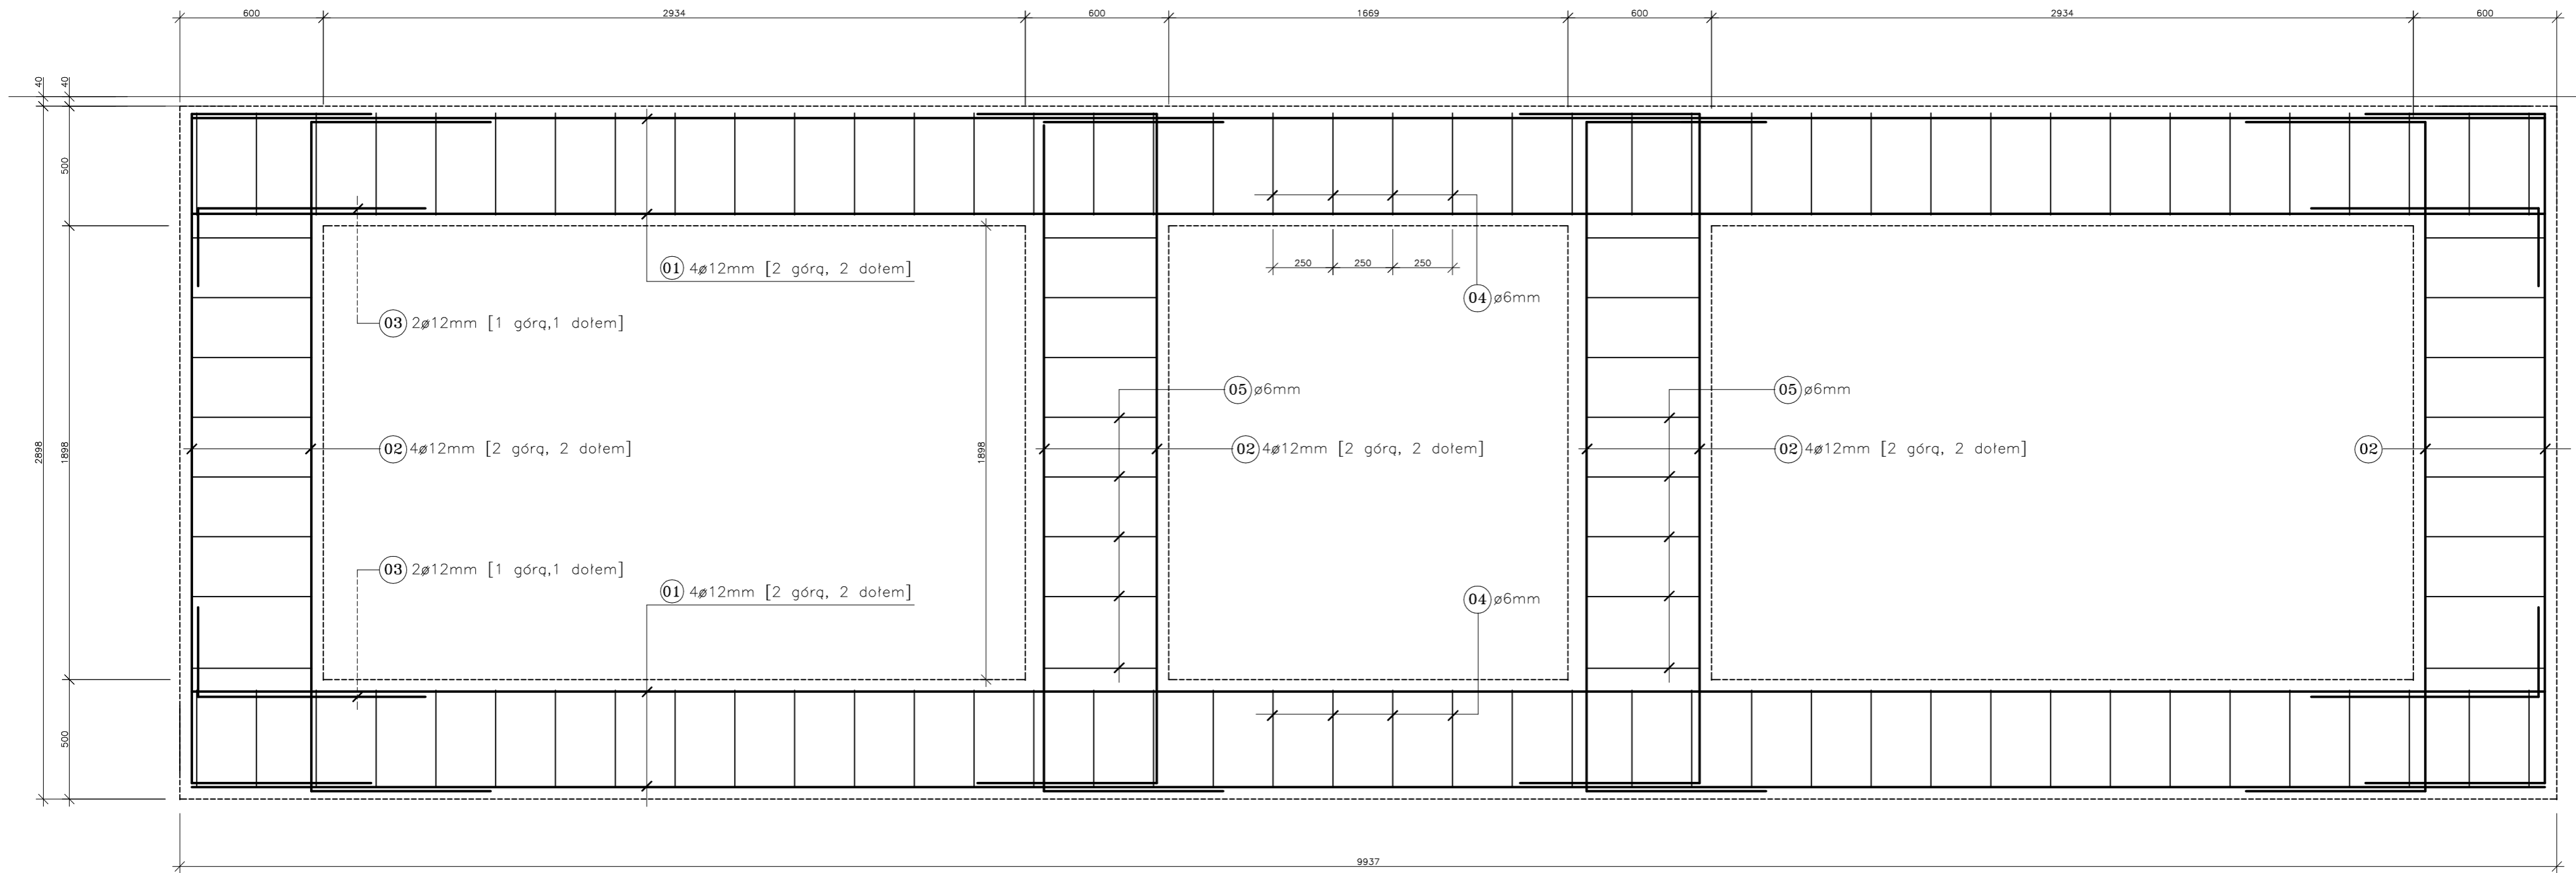 600
2934
600
1669
600
2934
600
40
40
500
250
250
250
01 4ø12mm [2 górą, 2 dołem]
04 ø6mm
03 2ø12mm [1 górą,1 dołem]
05 ø6mm
05 ø6mm
2898
1898
02 4ø12mm [2 górą, 2 dołem]
1898
02 4ø12mm [2 górą, 2 dołem]
02 4ø12mm [2 górą, 2 dołem]
02
03 2ø12mm [1 górą,1 dołem]
01 4ø12mm [2 górą, 2 dołem]
04 ø6mm
500
9937